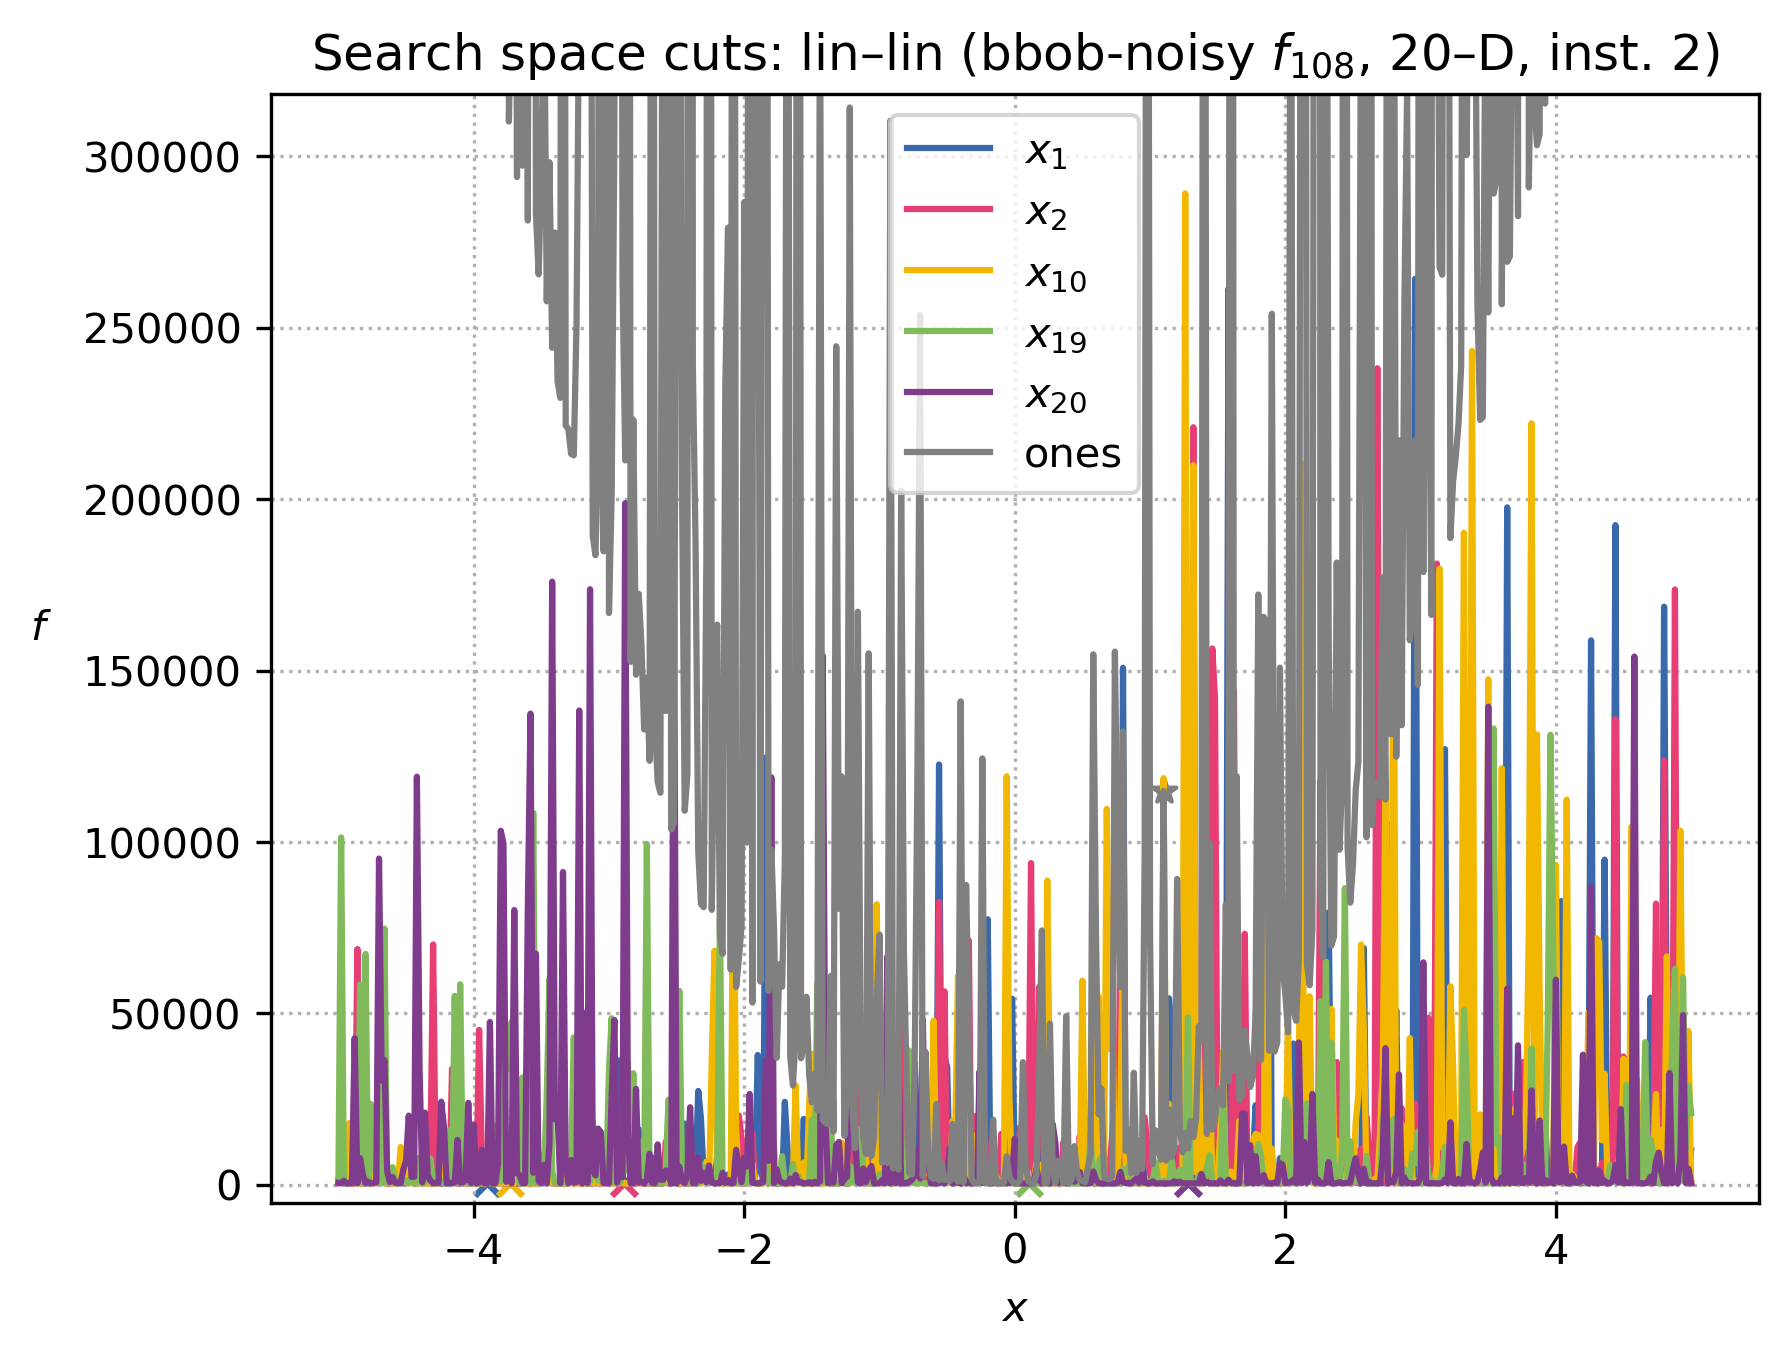 Search space cuts: lin–lin (bbob-noisy f108, 20–D, inst. 2)
300000
250000
200000
150000
100000
50000
0
f
x1
x2
x10
x19
x20
ones
−4 −2 0 2 4
x